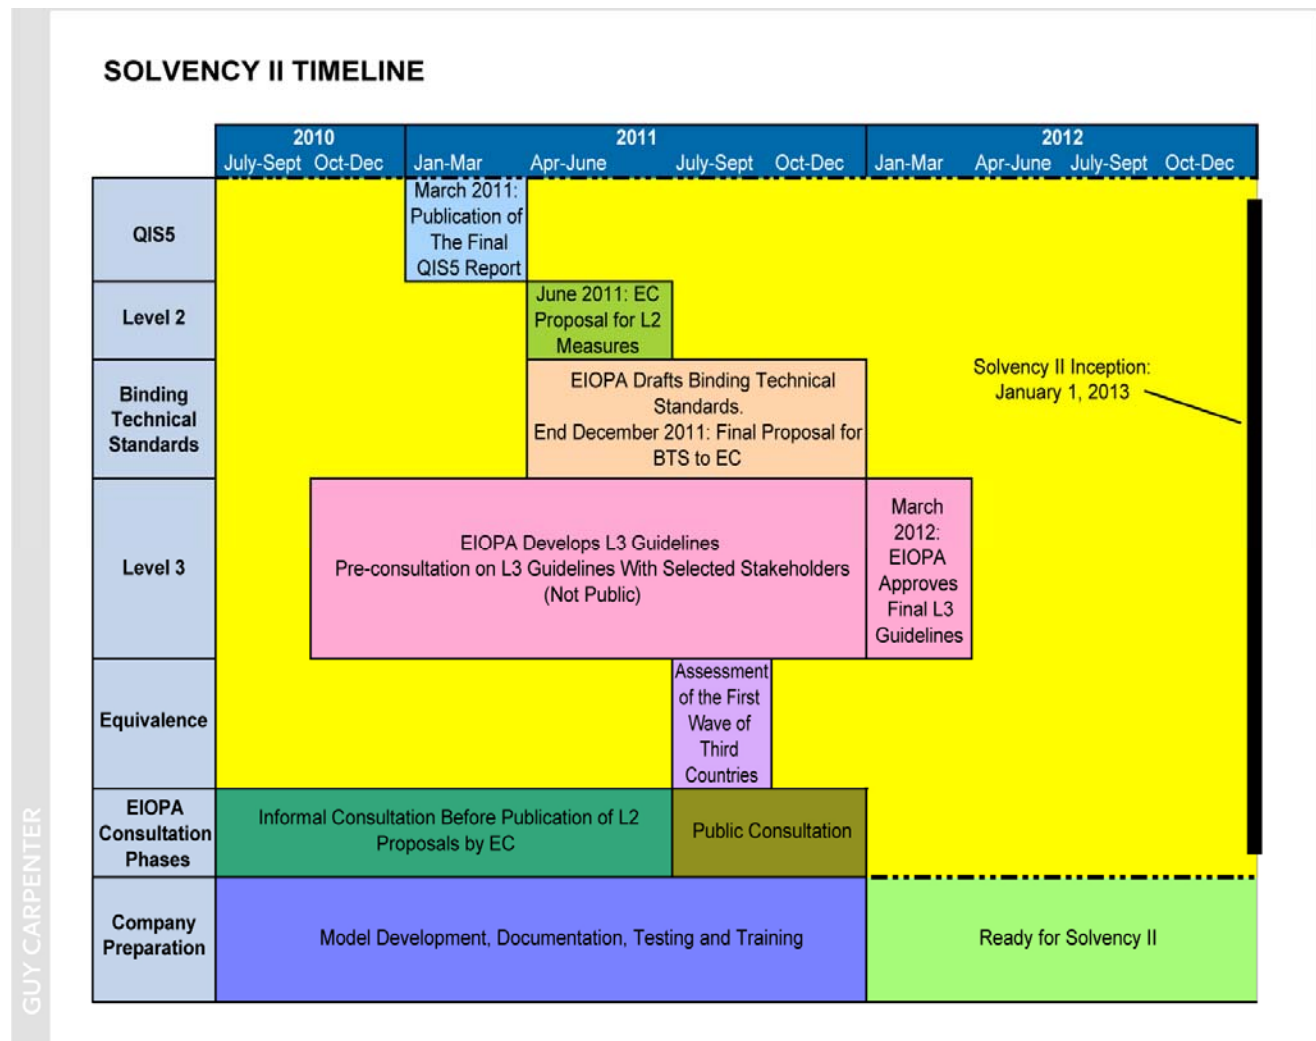 SOLVENCY II TIMELINE
2010
2011
2012
July-Sept Oct-Dec
Jan-Mar
Apr-June
July-Sept
Oct-Dec
Jan-Mar
Apr-June
July-Sept
Oct-Dec
QIS5
March 2011:
Publication of
The Final
QIS5 Report
Level 2
June 2011: EC
Proposal for L2
Measures
Binding
Technical
Standards
EIOPA Drafts Binding Technical
Standards.
End December 2011: Final Proposal for
BTS to EC
Solvency II Inception:
January 1, 2013
Level 3
EIOPA Develops L3 Guidelines
Pre-consultation on L3 Guidelines With Selected Stakeholders
(Not Public)
March
2012:
EIOPA
Approves
Final L3
Guidelines
Equivalence
Assessment
of the First
Wave of
Third
Countries
EIOPA
Consultation
Phases
Informal Consultation Before Publication of L2
Proposals by EC
Public Consultation
Company
Preparation
Model Development, Documentation, Testing and Training
Ready for Solvency II
GUY CARPENTER